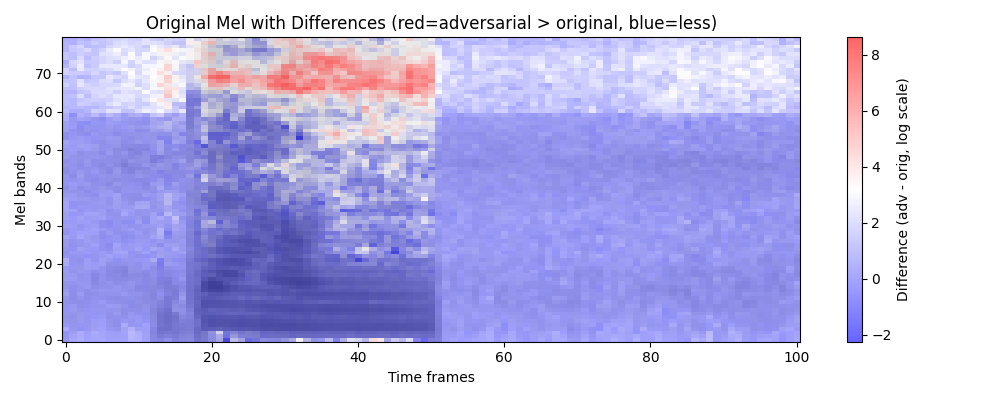 Original Mel with Differences (red=adversarial > original, blue=less)
Mel bands
70
60
50
40
30
20
10
0
0 20 40 60 80 100
Time frames
8
6
4
2
0
−2
Difference (adv - orig, log scale)